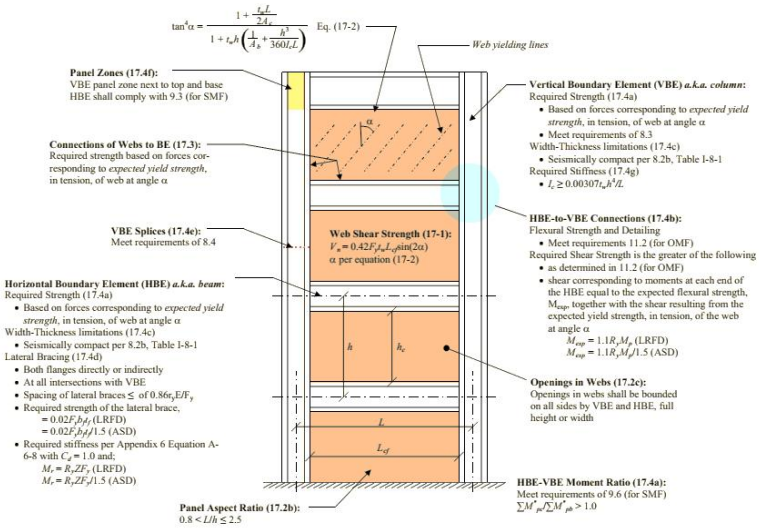 tan⁴α = (1 + t_wL/2A_c) / (1 + t_wh (1/A_b + h³/360I_cL)) Eq. (17-2)
Web yielding lines
Panel Zones (17.4f):
VBE panel zone next to top and base
HBE shall comply with 9.3 (for SMF)
α
Connections of Webs to BE (17.3):
Required strength based on forces cor-
responding to expected yield strength,
in tension, of web at angle α
VBE Splices (17.4e):
Meet requirements of 8.4
Web Shear Strength (17-1):
V_n = 0.42F_yt_wL_cf sin(2α)
α per equation (17-2)
Horizontal Boundary Element (HBE) a.k.a. beam:
Required Strength (17.4a)
• Based on forces corresponding to expected yield
strength, in tension, of web at angle α
Width-Thickness limitations (17.4c)
• Seismically compact per 8.2b, Table I-8-1
Lateral Bracing (17.4d)
• Both flanges directly or indirectly
• At all intersections with VBE
• Spacing of lateral braces ≤ of 0.86r_yE/F_y
• Required strength of the lateral brace,
= 0.02F_yb_ft_f (LRFD)
= 0.02F_yb_ft_f/1.5 (ASD)
• Required stiffness per Appendix 6 Equation A-
6-8 with C_d = 1.0 and;
M_r = R_yZF_y (LRFD)
M_r = R_yZF_y/1.5 (ASD)
h
h_c
L
L_cf
Panel Aspect Ratio (17.2b)
0.8 < L/h ≤ 2.5
Vertical Boundary Element (VBE) a.k.a. column:
Required Strength (17.4a)
• Based on forces corresponding to expected yield
strength, in tension, of web at angle α
• Meet requirements of 8.3
Width-Thickness limitations (17.4c)
• Seismically compact per 8.2b, Table I-8-1
Required Stiffness (17.4g)
• I_c ≥ 0.00307t_wh⁴/L
HBE-to-VBE Connections (17.4b):
Flexural Strength and Detailing
• Meet requirements 11.2 (for OMF)
Required Shear Strength is the greater of the following
• as determined in 11.2 (for OMF)
• shear corresponding to moments at each end of
the HBE equal to the expected flexural strength,
M_exp, together with the shear resulting from the
expected yield strength, in tension, of the web
at angle α
M_exp = 1.1R_yM_p (LRFD)
M_exp = 1.1R_yM_p/1.5 (ASD)
Openings in Webs (17.2c):
Openings in webs shall be bounded
on all sides by VBE and HBE, full
height or width
HBE-VBE Moment Ratio (17.4a):
Meet requirements of 9.6 (for SMF)
∑M*_pc/∑M*_pb > 1.0